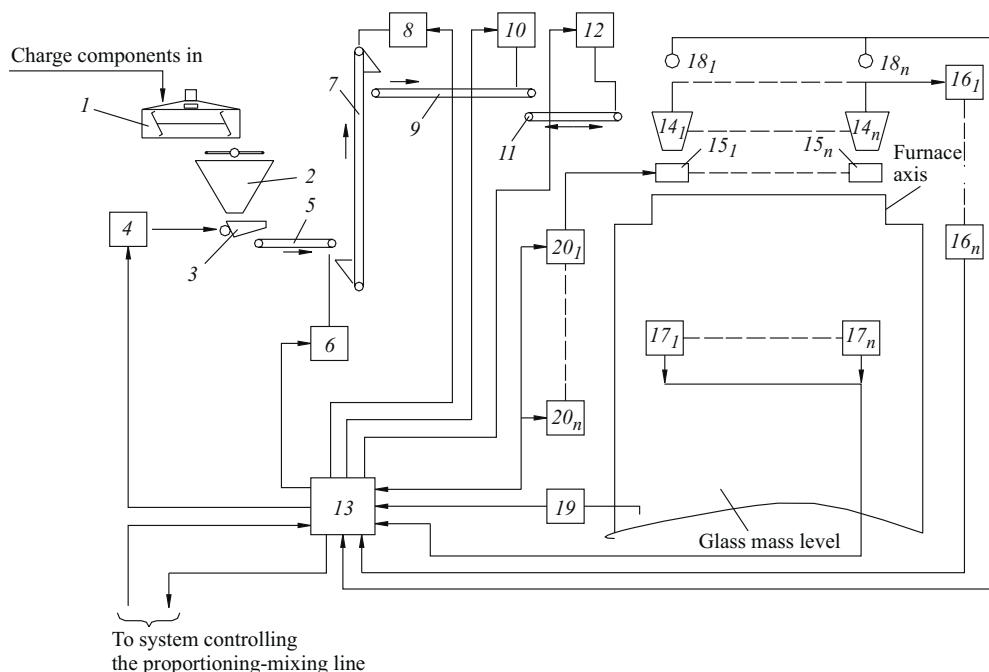 Charge components in
8
10
12
18₁
18ₙ
16₁
7
1
9
11
14₁
14ₙ
15₁
15ₙ
Furnace
axis
2
4
3
5
20₁
16ₙ
6
17₁
17ₙ
20ₙ
13
19
Glass mass level
To system controlling
the proportioning-mixing line